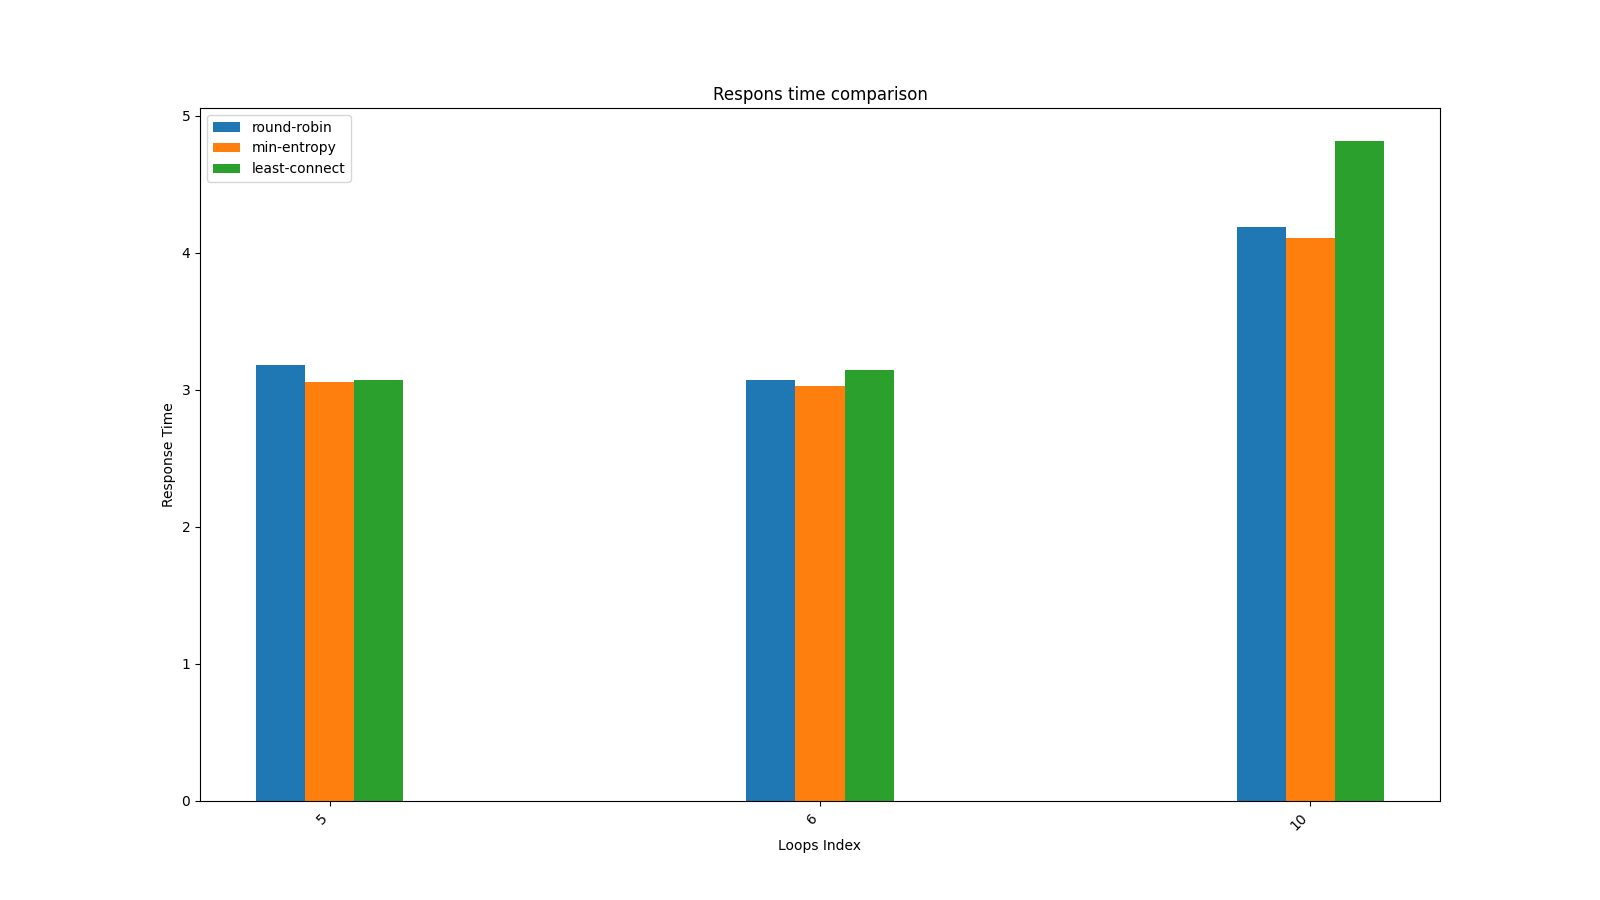 Respons time comparison
round-robin
min-entropy
least-connect
5
4
3
2
1
0
Response Time
5
6
10
Loops Index